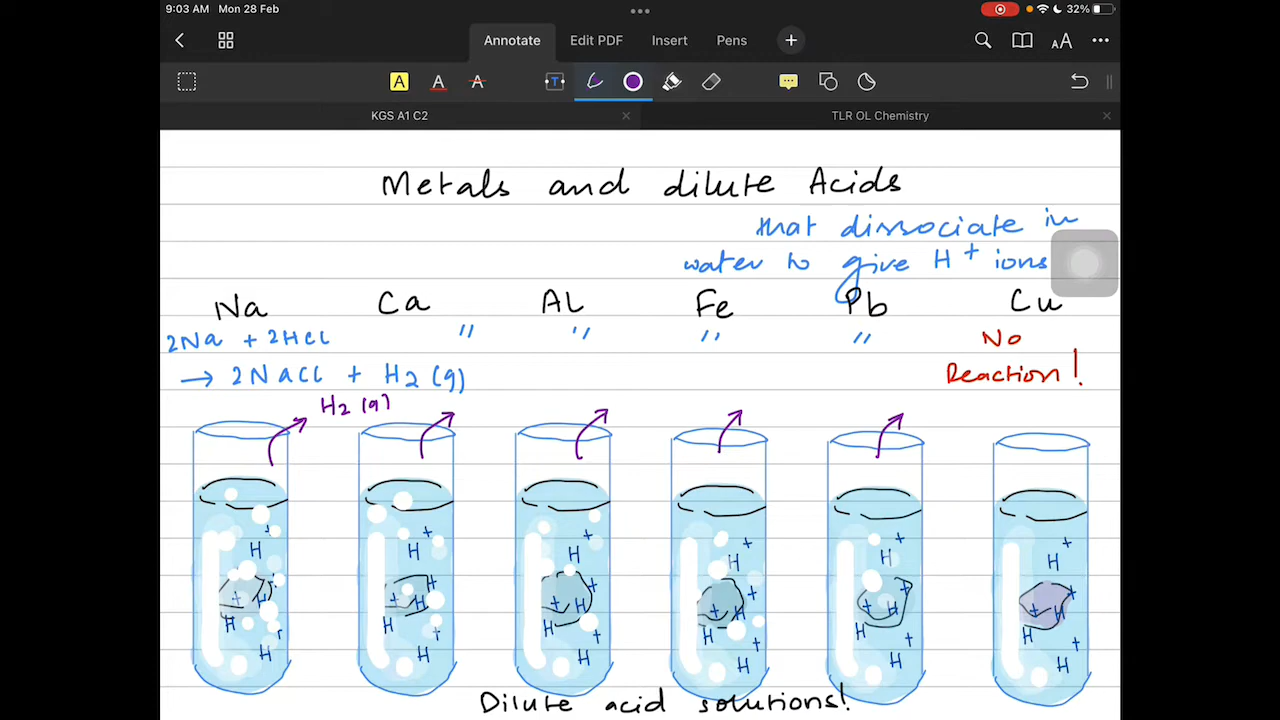 9:03 AM Mon 28 Feb
32%
Annotate Edit PDF Insert Pens
A A A T
KGS A1 C2
TLR OL Chemistry
Metals and dilute Acids
that dissociate in
water to give H+ ions
Na Ca Al Fe Pb Cu
2Na + 2HCl " " " " No
→ 2NaCl + H2 (g) Reaction!
H2 (g)
H+ H+ H+ H+ H+ H+
+ H+ + H+ + H+ + H+ + H+ + H+
H H H H H H
H+ H+ H+ H+ H+ H+
Dilute acid solutions!